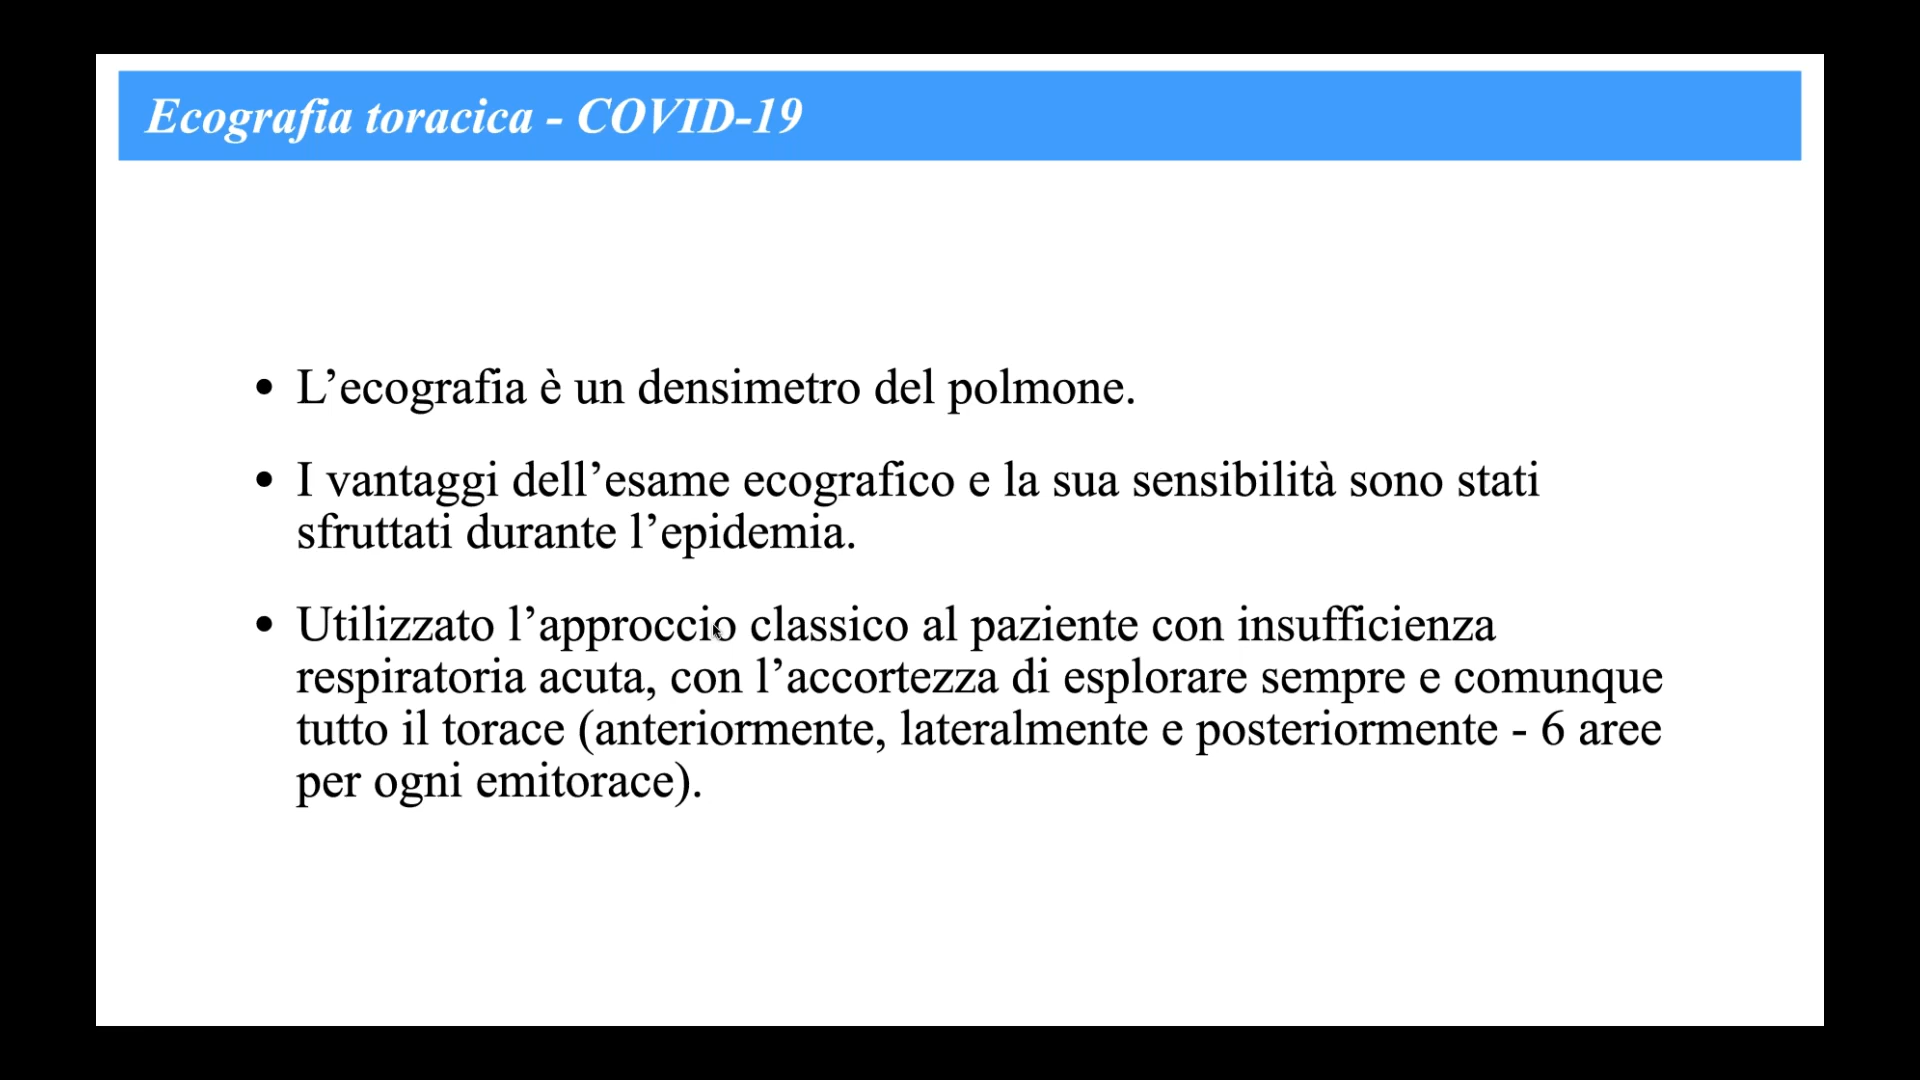 Ecografia toracica - COVID-19
• L’ecografia è un densimetro del polmone.
• I vantaggi dell’esame ecografico e la sua sensibilità sono stati
sfruttati durante l’epidemia.
• Utilizzato l’approccio classico al paziente con insufficienza
respiratoria acuta, con l’accortezza di esplorare sempre e comunque
tutto il torace (anteriormente, lateralmente e posteriormente - 6 aree
per ogni emitorace).